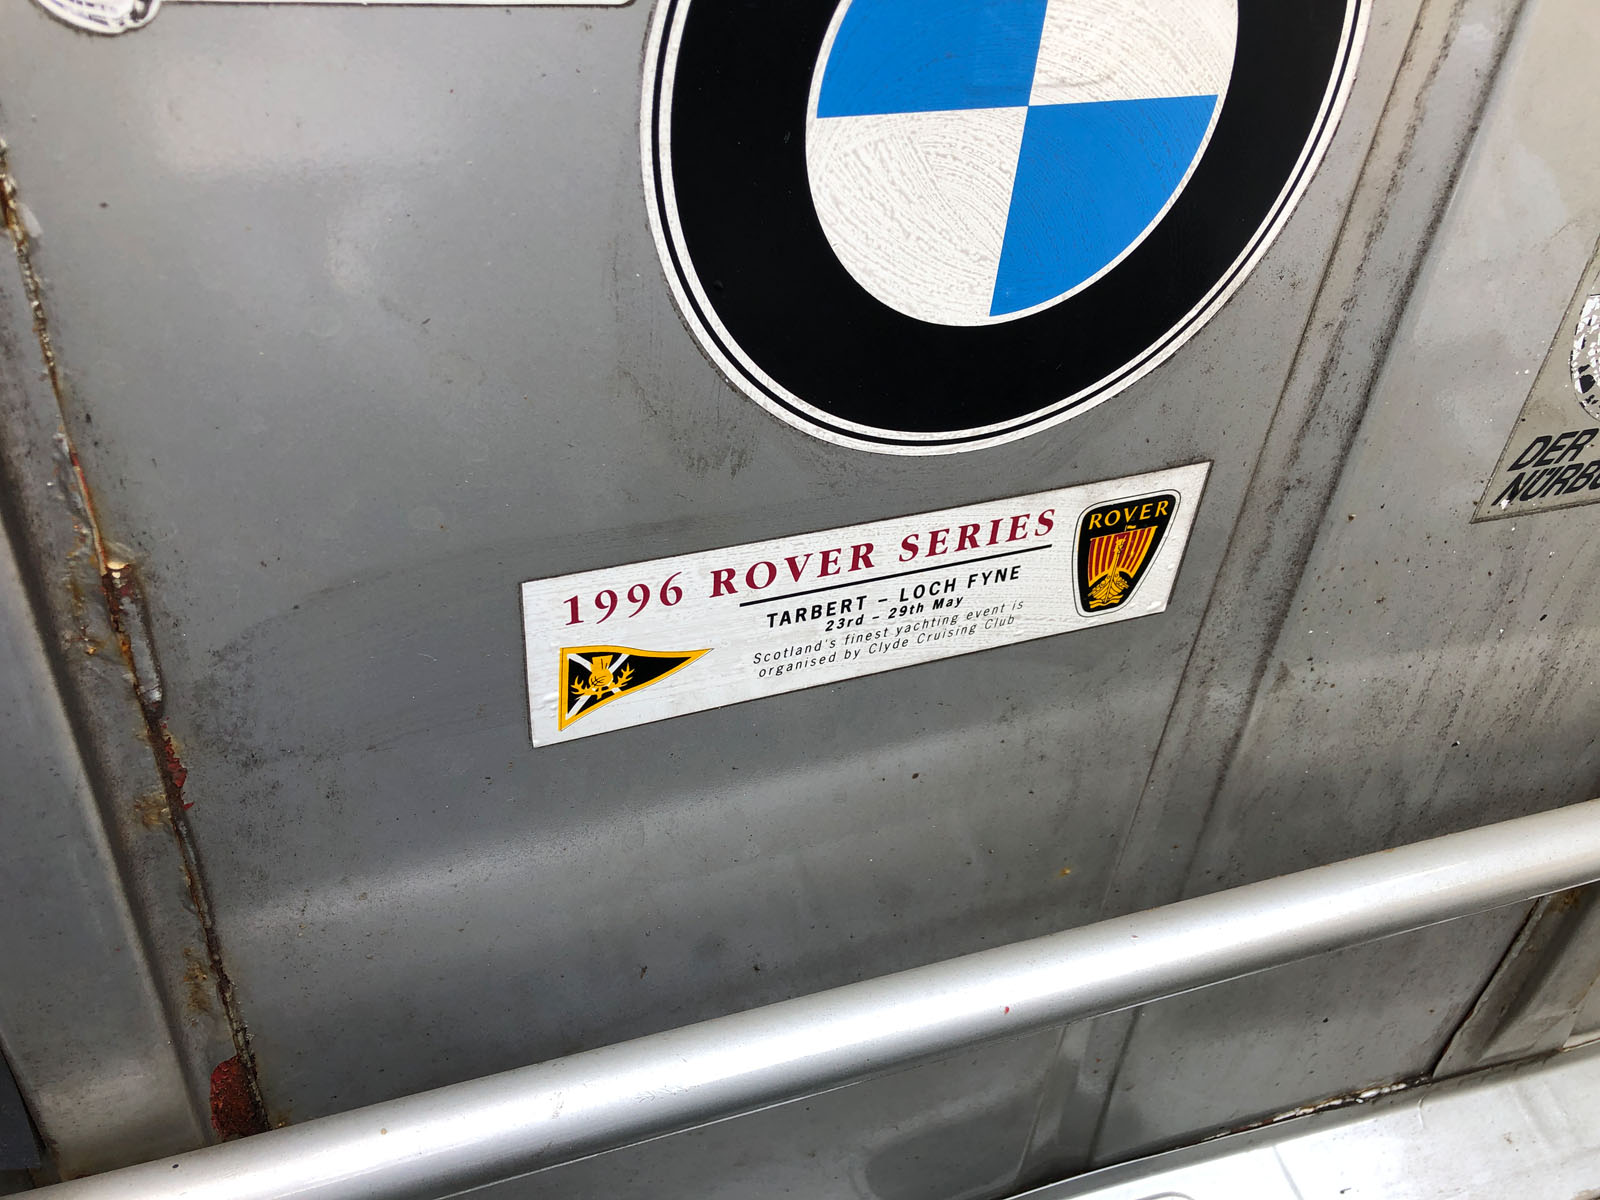 1996 ROVER SERIES
TARBERT – LOCH FYNE
23rd – 29th May
Scotland's finest yachting event is
organised by Clyde Cruising Club
ROVER
DER